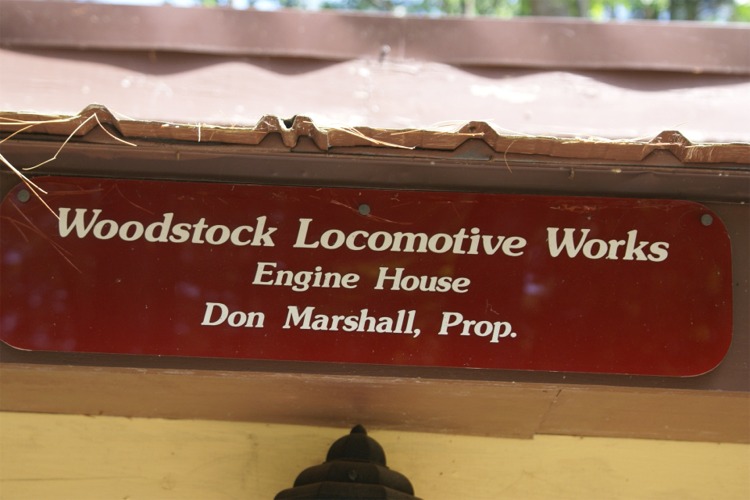 Woodstock Locomotive Works
Engine House
Don Marshall, Prop.